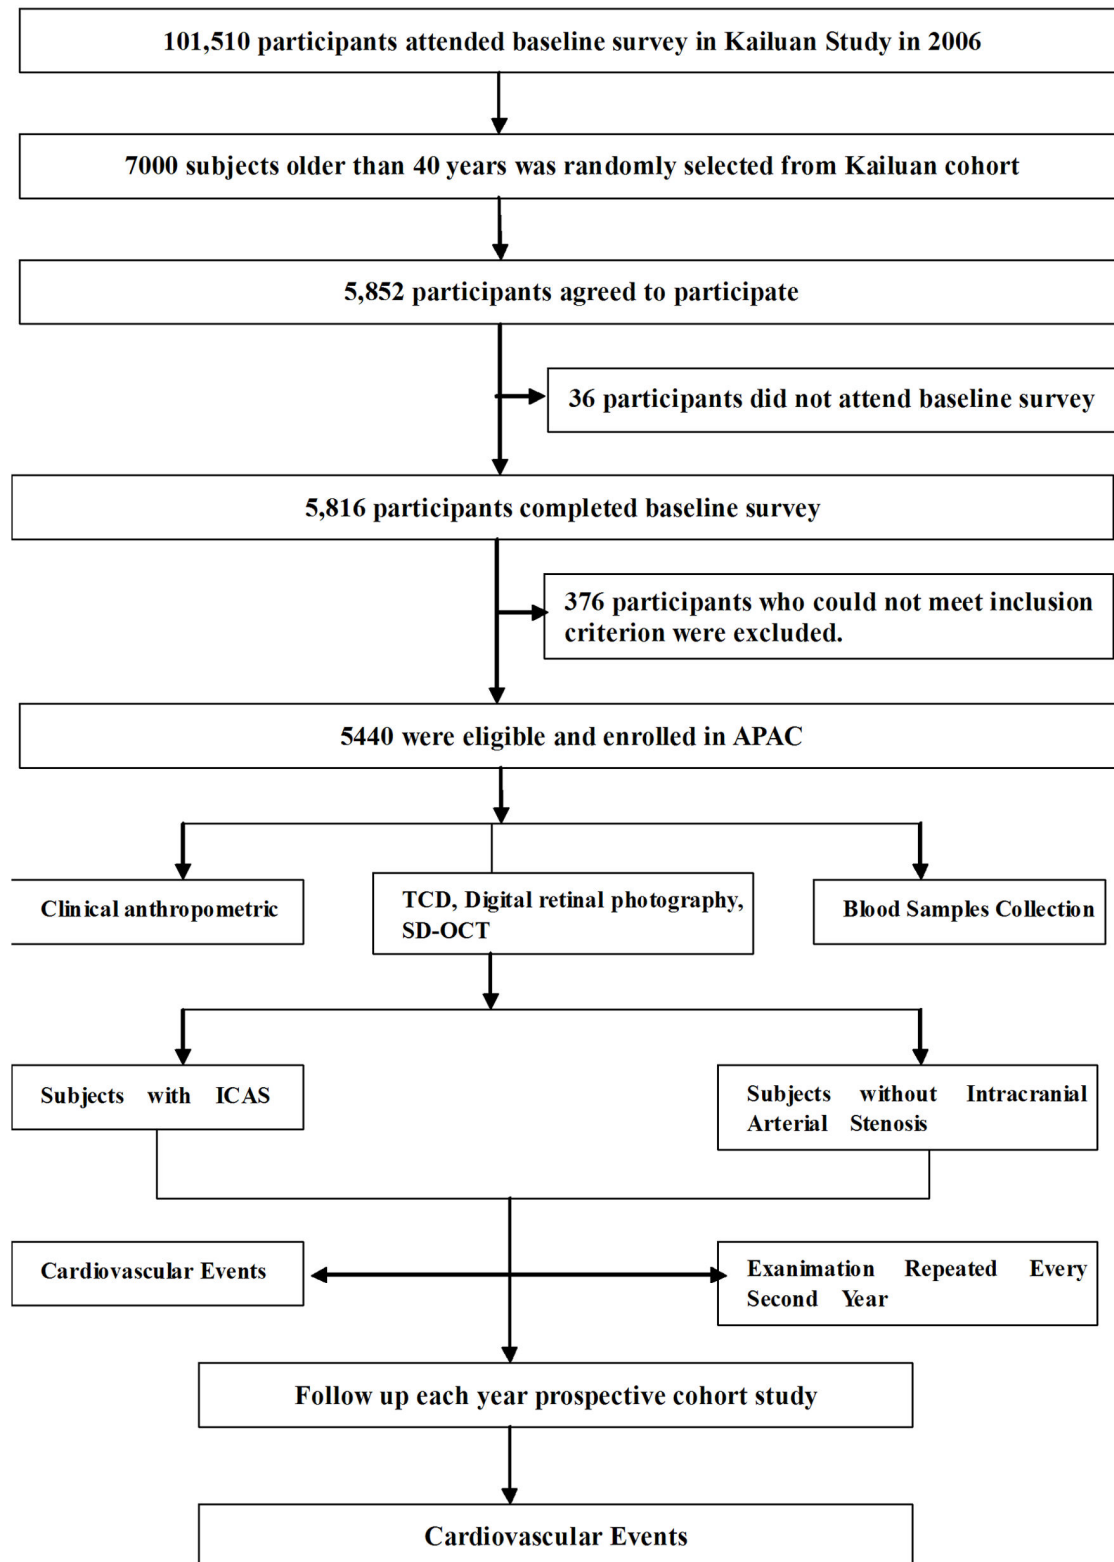 101,510 participants attended baseline survey in Kailuan Study in 2006
7000 subjects older than 40 years was randomly selected from Kailuan cohort
5,852 participants agreed to participate
36 participants did not attend baseline survey
5,816 participants completed baseline survey
376 participants who could not meet inclusion
criterion were excluded.
5440 were eligible and enrolled in APAC
Clinical anthropometric
TCD, Digital retinal photography,
SD-OCT
Blood Samples Collection
Subjects with ICAS
Subjects without Intracranial
Arterial Stenosis
Cardiovascular Events
Exanimation Repeated Every
Second Year
Follow up each year prospective cohort study
Cardiovascular Events